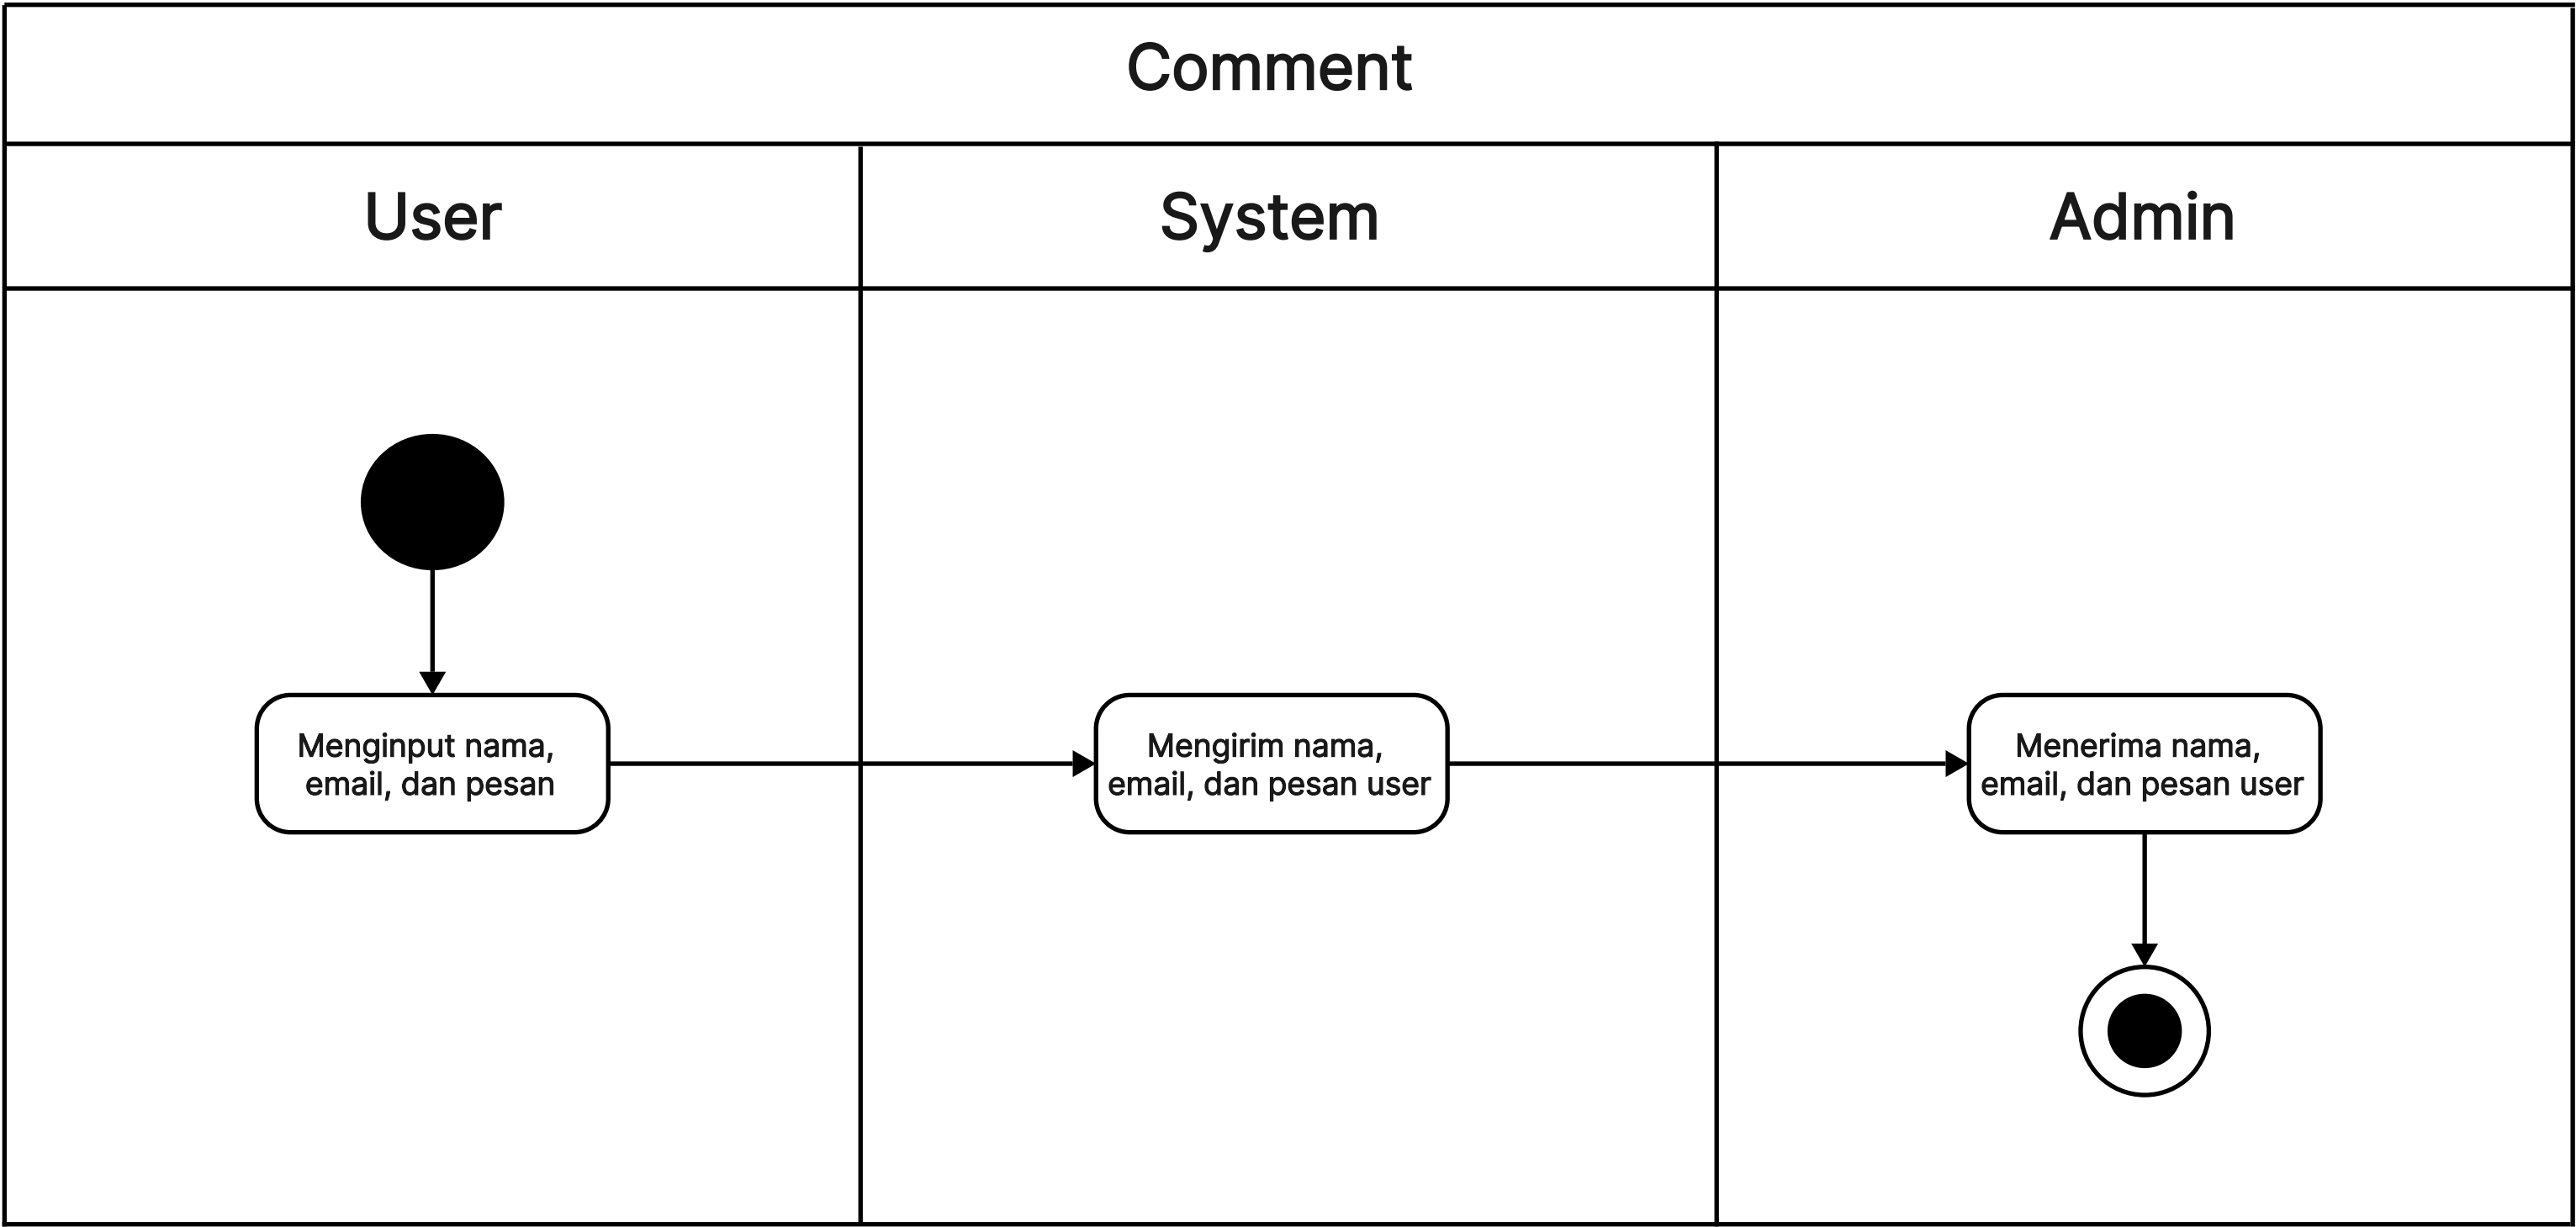 Comment
User
System
Admin
Menginput nama,
email, dan pesan
Mengirim nama,
email, dan pesan user
Menerima nama,
email, dan pesan user